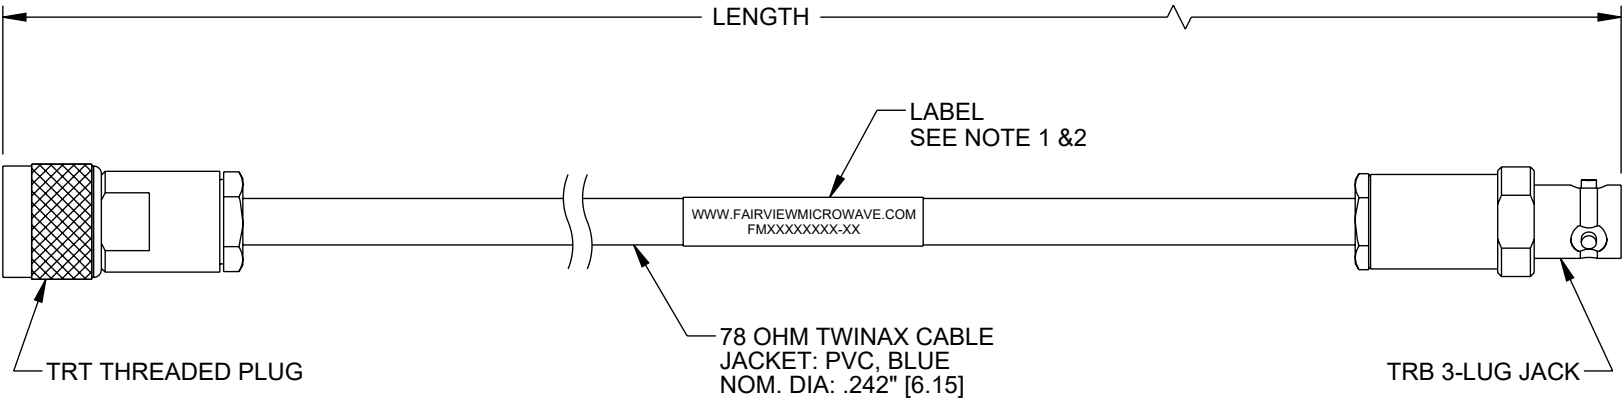 LENGTH
LABEL
SEE NOTE 1 &2
WWW.FAIRVIEWMICROWAVE.COM
FMXXXXXXXX-XX
78 OHM TWINAX CABLE
JACKET: PVC, BLUE
NOM. DIA: .242" [6.15]
TRT THREADED PLUG
TRB 3-LUG JACK